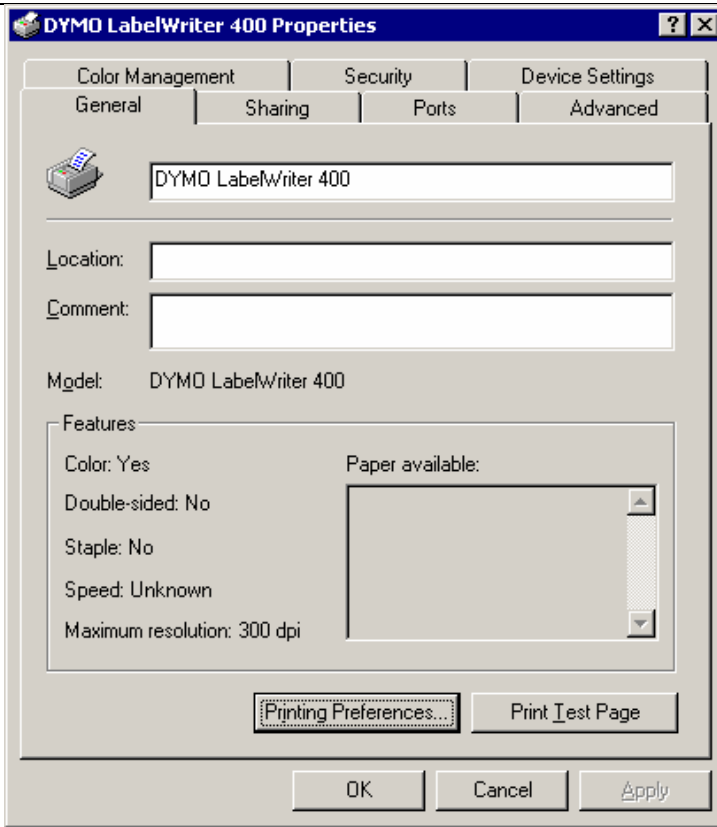 DYMO LabelWriter 400 Properties
Color Management Security Device Settings
General Sharing Ports Advanced
DYMO LabelWriter 400
Location:
Comment:
Model: DYMO LabelWriter 400
Features
Color: Yes Paper available:
Double-sided: No
Staple: No
Speed: Unknown
Maximum resolution: 300 dpi
Printing Preferences... Print Test Page
OK Cancel Apply